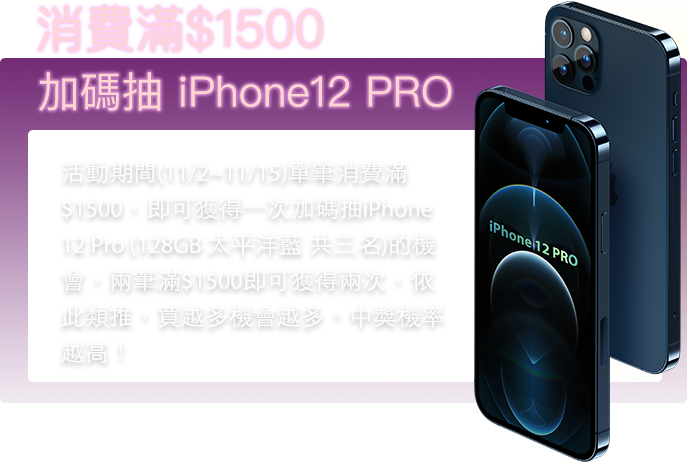 消費滿$1500
加碼抽 iPhone12 PRO
活動期間(11/2~11/15)單筆消費滿
$1500，即可獲得一次加碼抽iPhone
12 Pro (128GB 太平洋藍 共三名)的機
會，兩筆滿$1500即可獲得兩次，依
此類推，買越多機會越多、中獎機率
越高！
iPhone 12 PRO